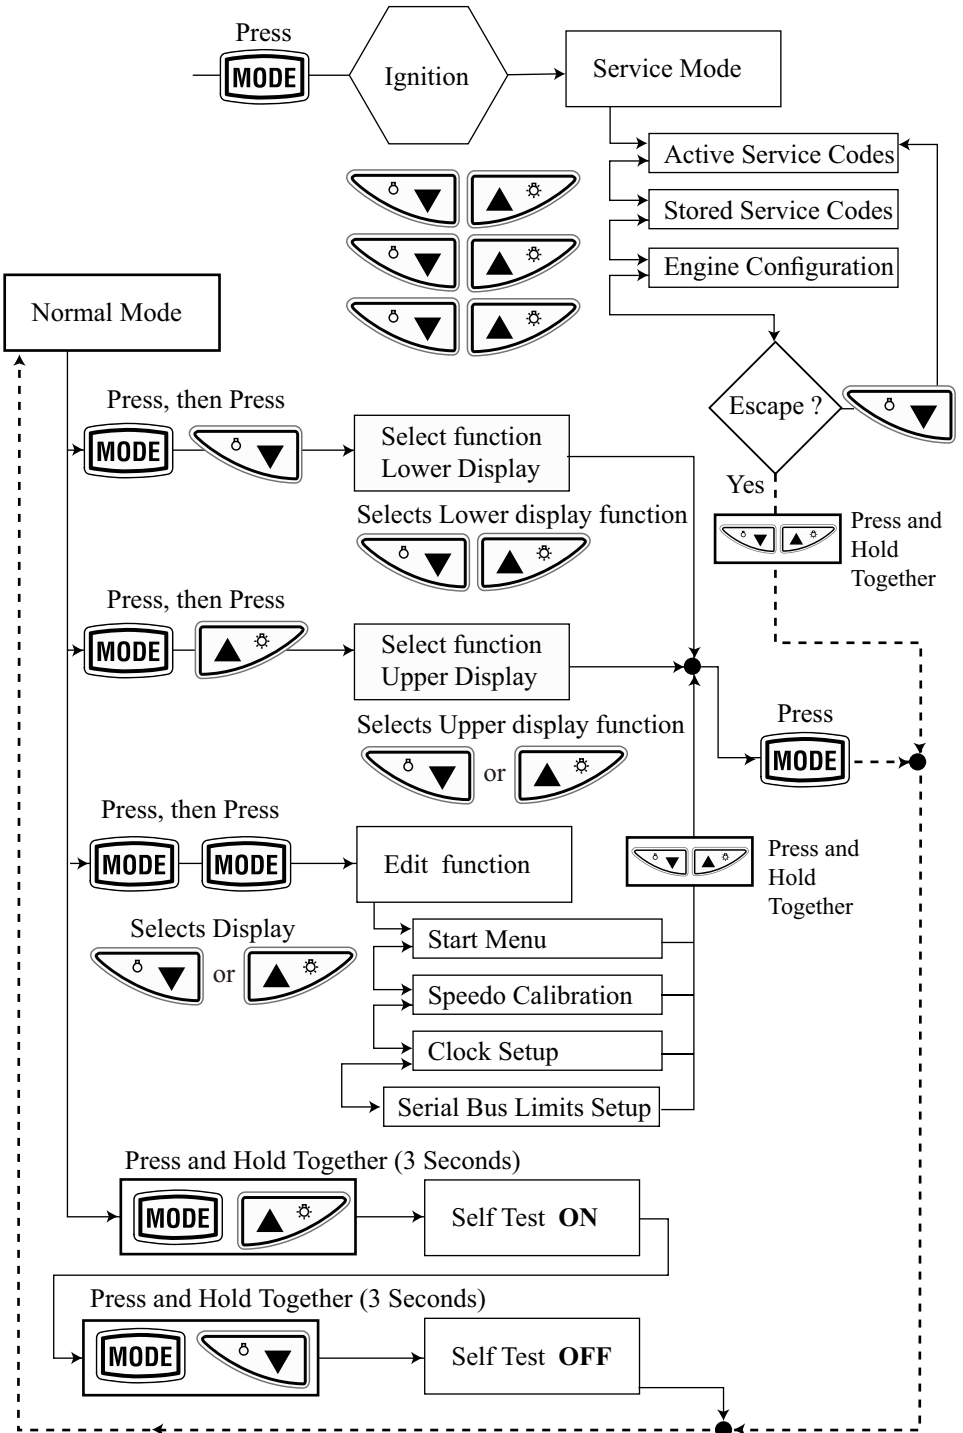 Press
MODE
Ignition
Service Mode
Active Service Codes
Stored Service Codes
Engine Configuration
Normal Mode
Escape ?
Yes
Press and
Hold
Together
Press, then Press
MODE
Select function
Lower Display
Selects Lower display function
Press, then Press
MODE
Select function
Upper Display
Selects Upper display function
or
Press
MODE
Press, then Press
MODE
MODE
Edit function
Press and
Hold
Together
Selects Display
or
Start Menu
Speedo Calibration
Clock Setup
Serial Bus Limits Setup
Press and Hold Together (3 Seconds)
MODE
Self Test ON
Press and Hold Together (3 Seconds)
MODE
Self Test OFF